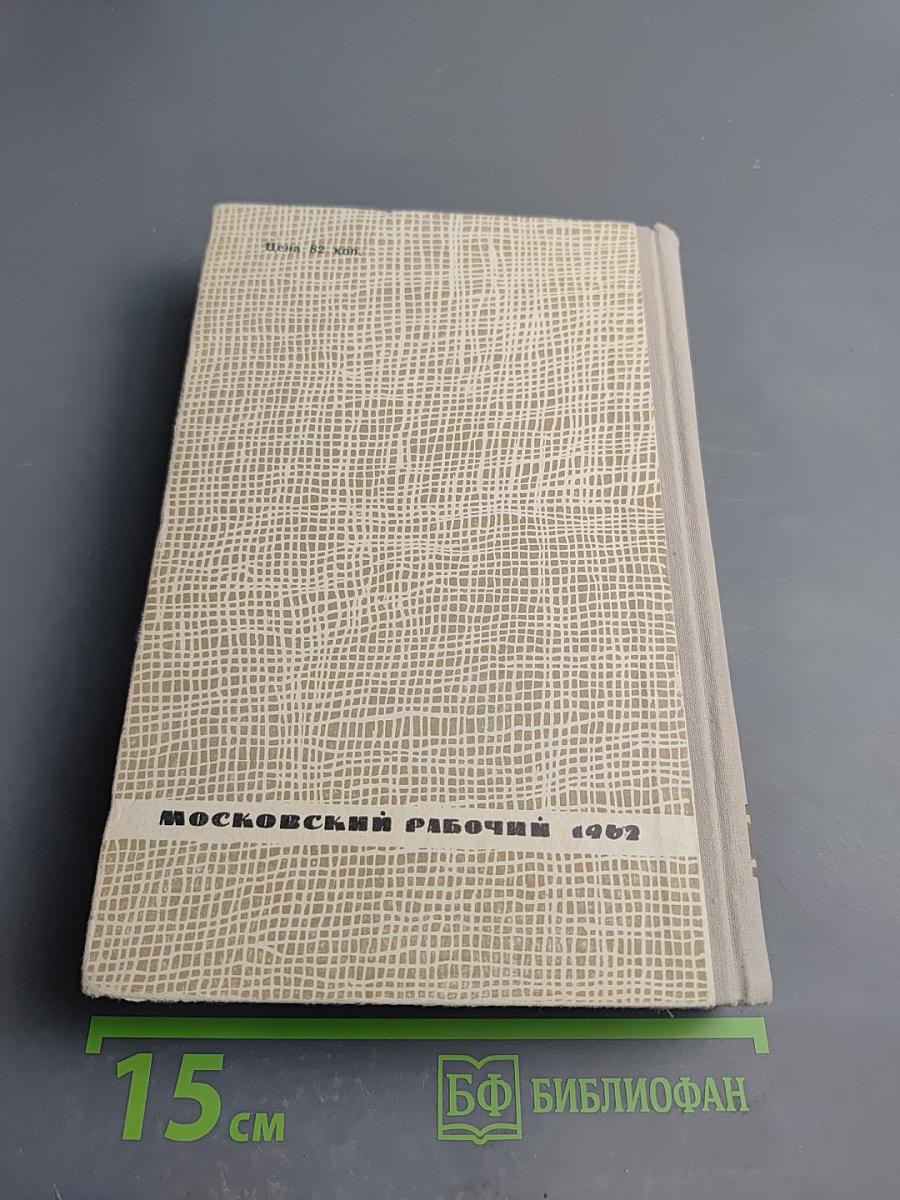 Цена 82 коп.
МОСКОВСКИЙ РАБОЧИЙ 1962
15 см
БФ БИБЛИОФАН